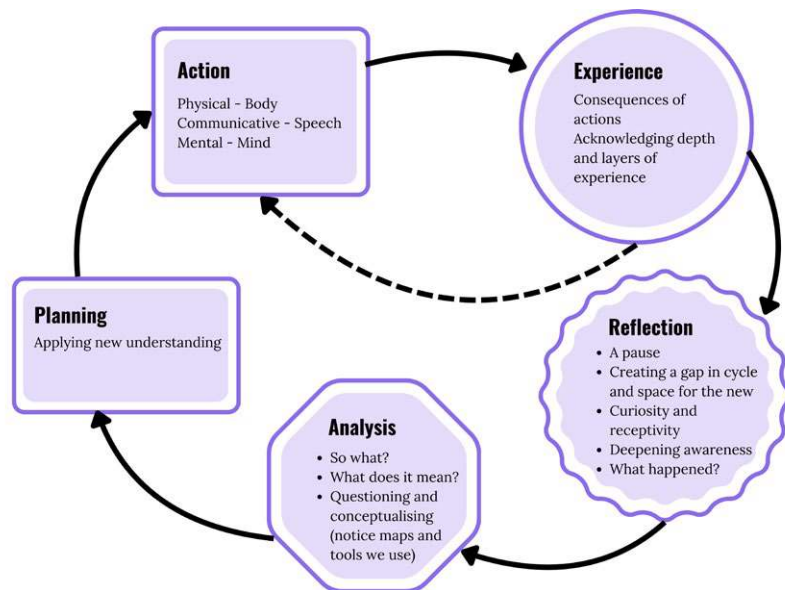 Action
Physical - Body
Communicative - Speech
Mental - Mind
Experience
Consequences of
actions
Acknowledging depth
and layers of
experience
Reflection
• A pause
• Creating a gap in cycle
and space for the new
• Curiosity and
receptivity
• Deepening awareness
• What happened?
Analysis
• So what?
• What does it mean?
• Questioning and
conceptualising
(notice maps and
tools we use)
Planning
Applying new understanding